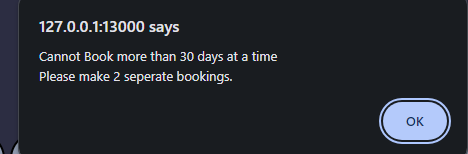 127.0.0.1:13000 says
Cannot Book more than 30 days at a time
Please make 2 seperate bookings.
OK